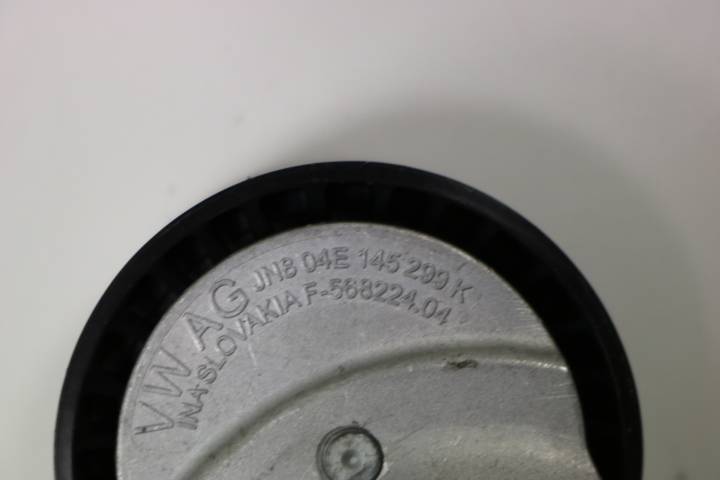 VW AG JNB 04E 145 299 K
INA-SLOVAKIA F-568224.04